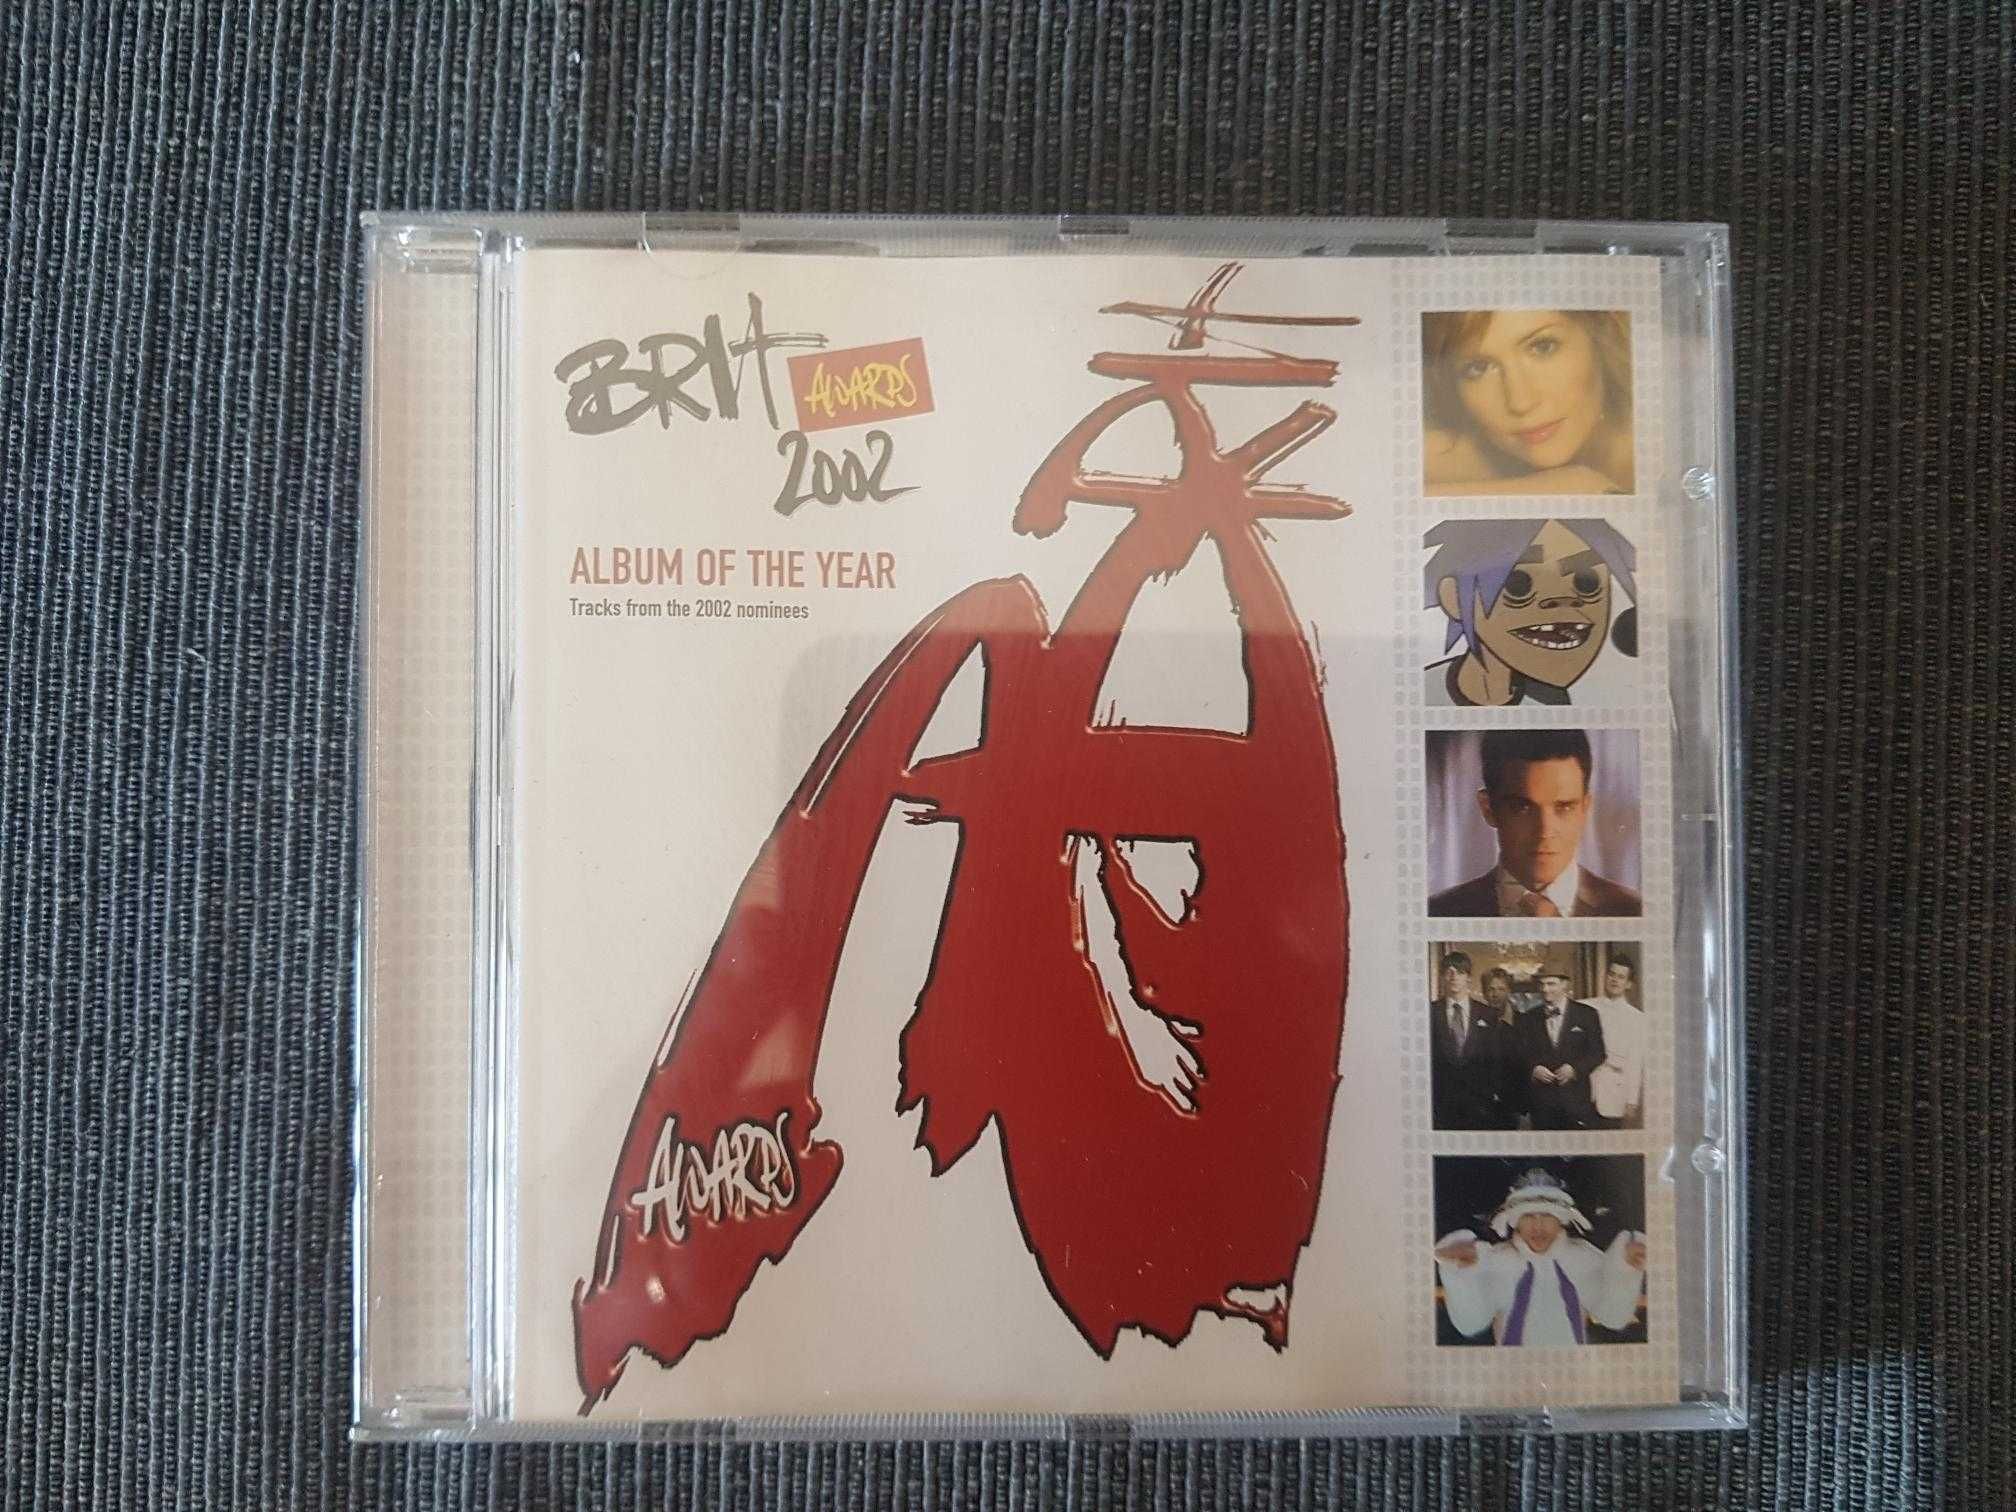 BRIT
AWARDS
2002
ALBUM OF THE YEAR
Tracks from the 2002 nominees
AWARDS